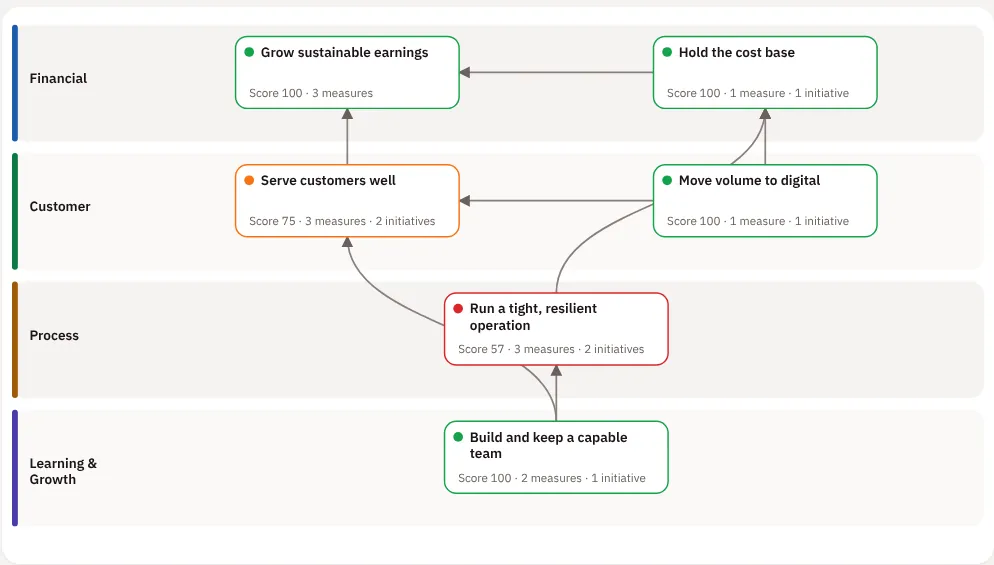 Financial
Grow sustainable earnings
Score 100 · 3 measures
Hold the cost base
Score 100 · 1 measure · 1 initiative
Customer
Serve customers well
Score 75 · 3 measures · 2 initiatives
Move volume to digital
Score 100 · 1 measure · 1 initiative
Process
Run a tight, resilient
operation
Score 57 · 3 measures · 2 initiatives
Learning &
Growth
Build and keep a capable
team
Score 100 · 2 measures · 1 initiative